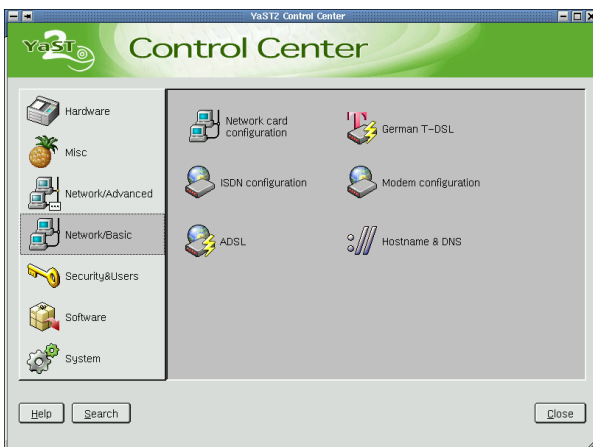 YaST2 Control Center
YaST2 Control Center
Hardware
Misc
Network/Advanced
Network/Basic
Security&Users
Software
System
Network card
configuration
German T-DSL
ISDN configuration
Modem configuration
ADSL
Hostname & DNS
Help
Search
Close